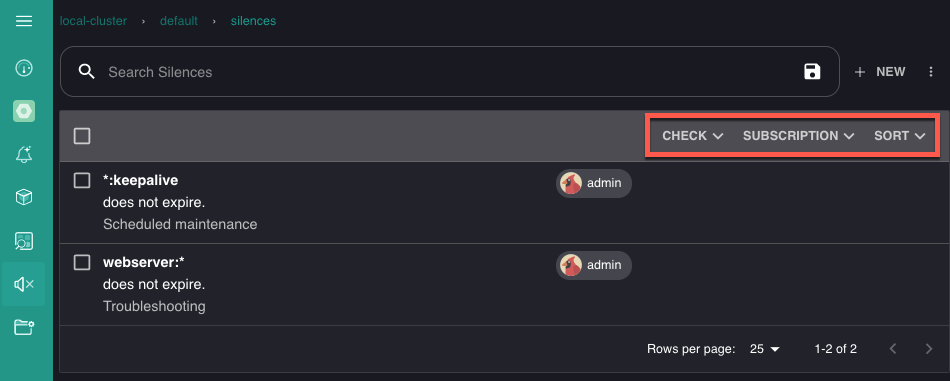 local-cluster › default › silences
Search Silences
NEW
CHECK SUBSCRIPTION SORT
*:keepalive
does not expire.
Scheduled maintenance
admin
webserver:*
does not expire.
Troubleshooting
admin
Rows per page: 25 1-2 of 2